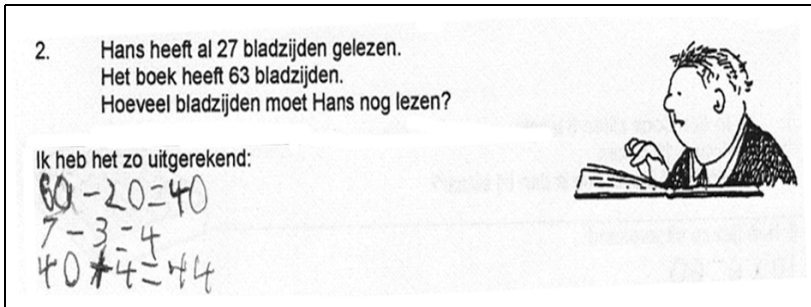 2. Hans heeft al 27 bladzijden gelezen.
Het boek heeft 63 bladzijden.
Hoeveel bladzijden moet Hans nog lezen?
Ik heb het zo uitgerekend:
60 - 20 = 40
7 - 3 = 4
40 + 4 = 44